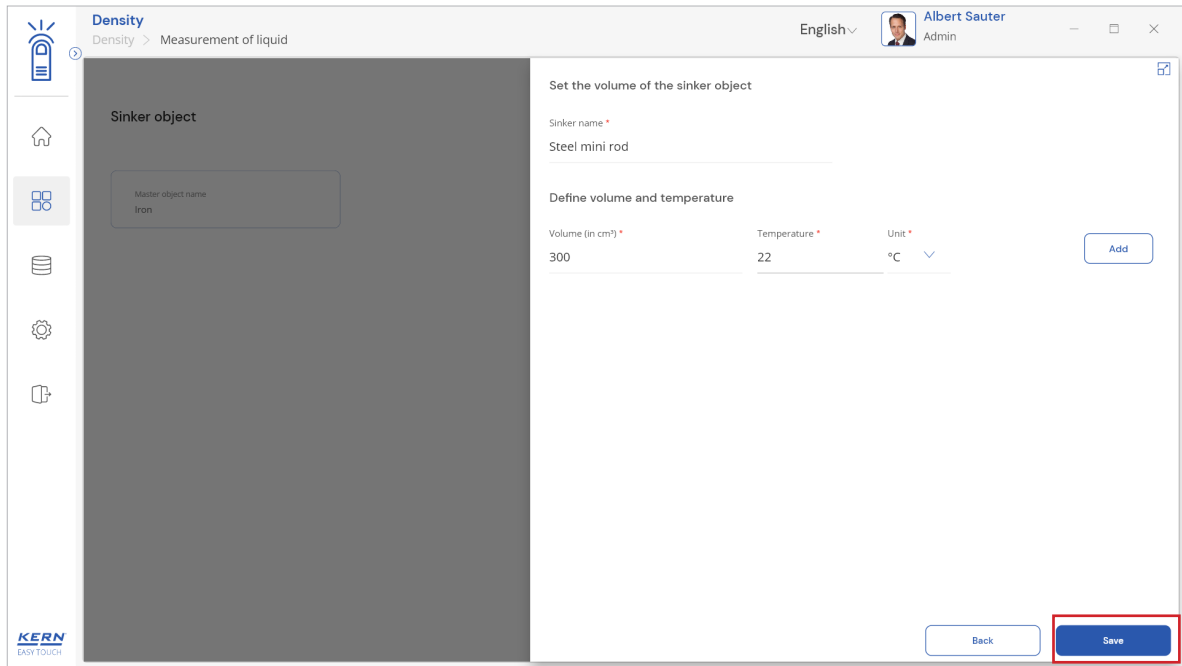 Density
Density > Measurement of liquid
English
Albert Sauter
Admin
Sinker object
Master object name
Iron
Set the volume of the sinker object
Sinker name *
Steel mini rod
Define volume and temperature
Volume (in cm³) * Temperature * Unit *
300 22 °C
Add
Back Save
KERN
EASY TOUCH